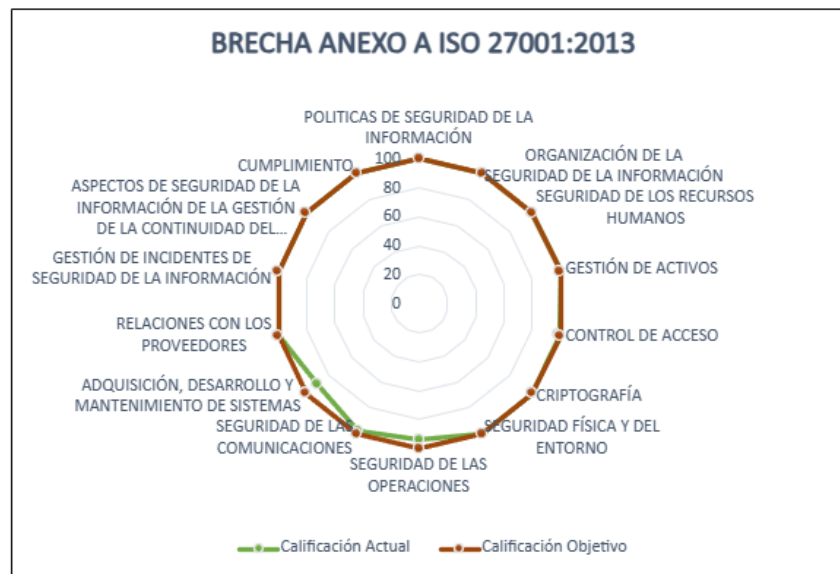 BRECHA ANEXO A ISO 27001:2013
POLITICAS DE SEGURIDAD DE LA
INFORMACIÓN
ORGANIZACIÓN DE LA
SEGURIDAD DE LA INFORMACIÓN
SEGURIDAD DE LOS RECURSOS
HUMANOS
GESTIÓN DE ACTIVOS
CONTROL DE ACCESO
CRIPTOGRAFÍA
SEGURIDAD FÍSICA Y DEL
ENTORNO
SEGURIDAD DE LAS
OPERACIONES
SEGURIDAD DE LAS
COMUNICACIONES
ADQUISICIÓN, DESARROLLO Y
MANTENIMIENTO DE SISTEMAS
RELACIONES CON LOS
PROVEEDORES
GESTIÓN DE INCIDENTES DE
SEGURIDAD DE LA INFORMACIÓN
ASPECTOS DE SEGURIDAD DE LA
INFORMACIÓN DE LA GESTIÓN
DE LA CONTINUIDAD DEL...
CUMPLIMIENTO
100
80
60
40
20
0
Calificación Actual
Calificación Objetivo